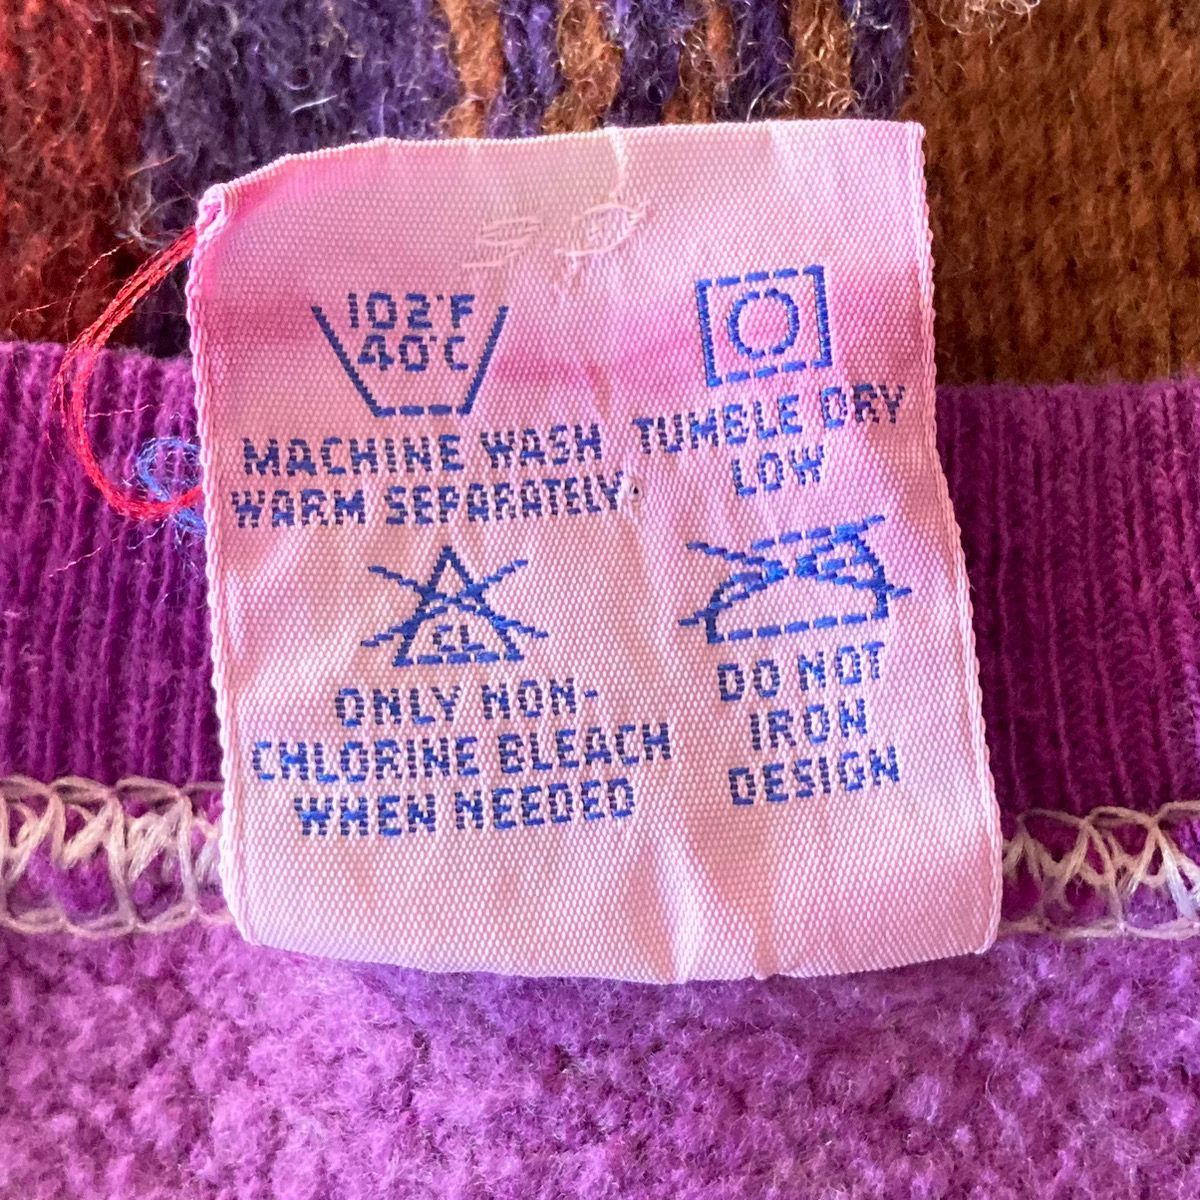 102°F
40°C
MACHINE WASH
WARM SEPARATELY
TUMBLE DRY
LOW
CL
ONLY NON-
CHLORINE BLEACH
WHEN NEEDED
DO NOT
IRON
DESIGN